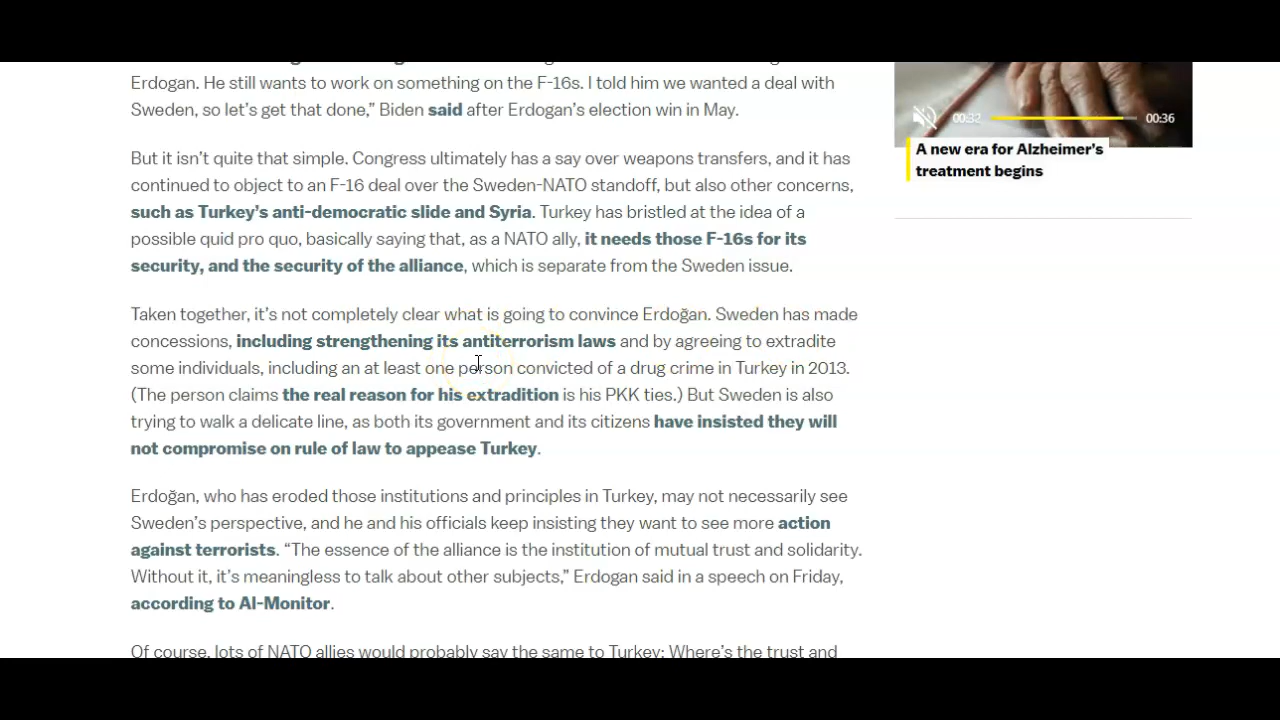 Erdogan. He still wants to work on something on the F-16s. I told him we wanted a deal with
Sweden, so let's get that done,” Biden said after Erdogan's election win in May.
But it isn't quite that simple. Congress ultimately has a say over weapons transfers, and it has
continued to object to an F-16 deal over the Sweden-NATO standoff, but also other concerns,
such as Turkey's anti-democratic slide and Syria. Turkey has bristled at the idea of a
possible quid pro quo, basically saying that, as a NATO ally, it needs those F-16s for its
security, and the security of the alliance, which is separate from the Sweden issue.
Taken together, it's not completely clear what is going to convince Erdoğan. Sweden has made
concessions, including strengthening its antiterrorism laws and by agreeing to extradite
some individuals, including an at least one person convicted of a drug crime in Turkey in 2013.
(The person claims the real reason for his extradition is his PKK ties.) But Sweden is also
trying to walk a delicate line, as both its government and its citizens have insisted they will
not compromise on rule of law to appease Turkey.
Erdoğan, who has eroded those institutions and principles in Turkey, may not necessarily see
Sweden's perspective, and he and his officials keep insisting they want to see more action
against terrorists. “The essence of the alliance is the institution of mutual trust and solidarity.
Without it, it's meaningless to talk about other subjects,” Erdogan said in a speech on Friday,
according to Al-Monitor.
Of course, lots of NATO allies would probably say the same to Turkey: Where's the trust and
00:32
00:36
A new era for Alzheimer's
treatment begins